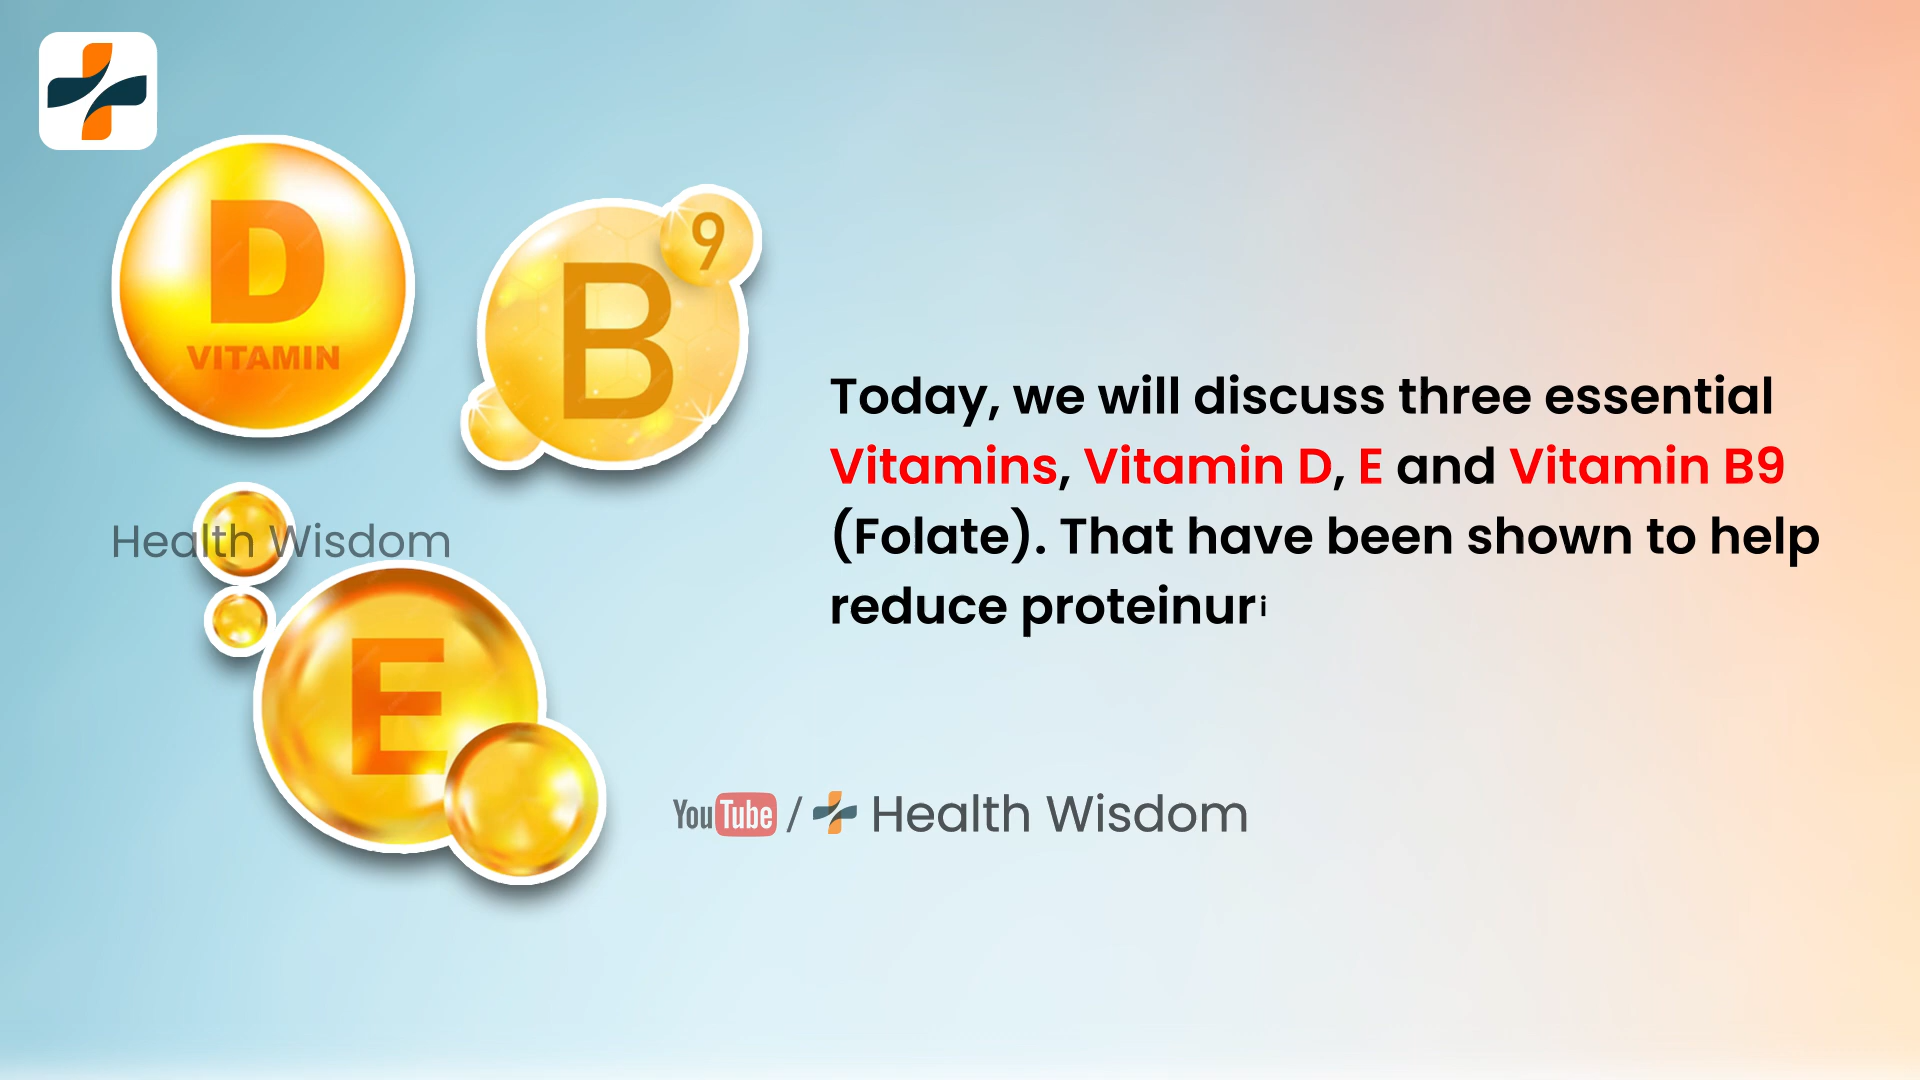 D
VITAMIN
B
9
Today, we will discuss three essential
Vitamins, Vitamin D, E and Vitamin B9
(Folate). That have been shown to help
reduce proteinuri
Health Wisdom
E
YouTube / Health Wisdom